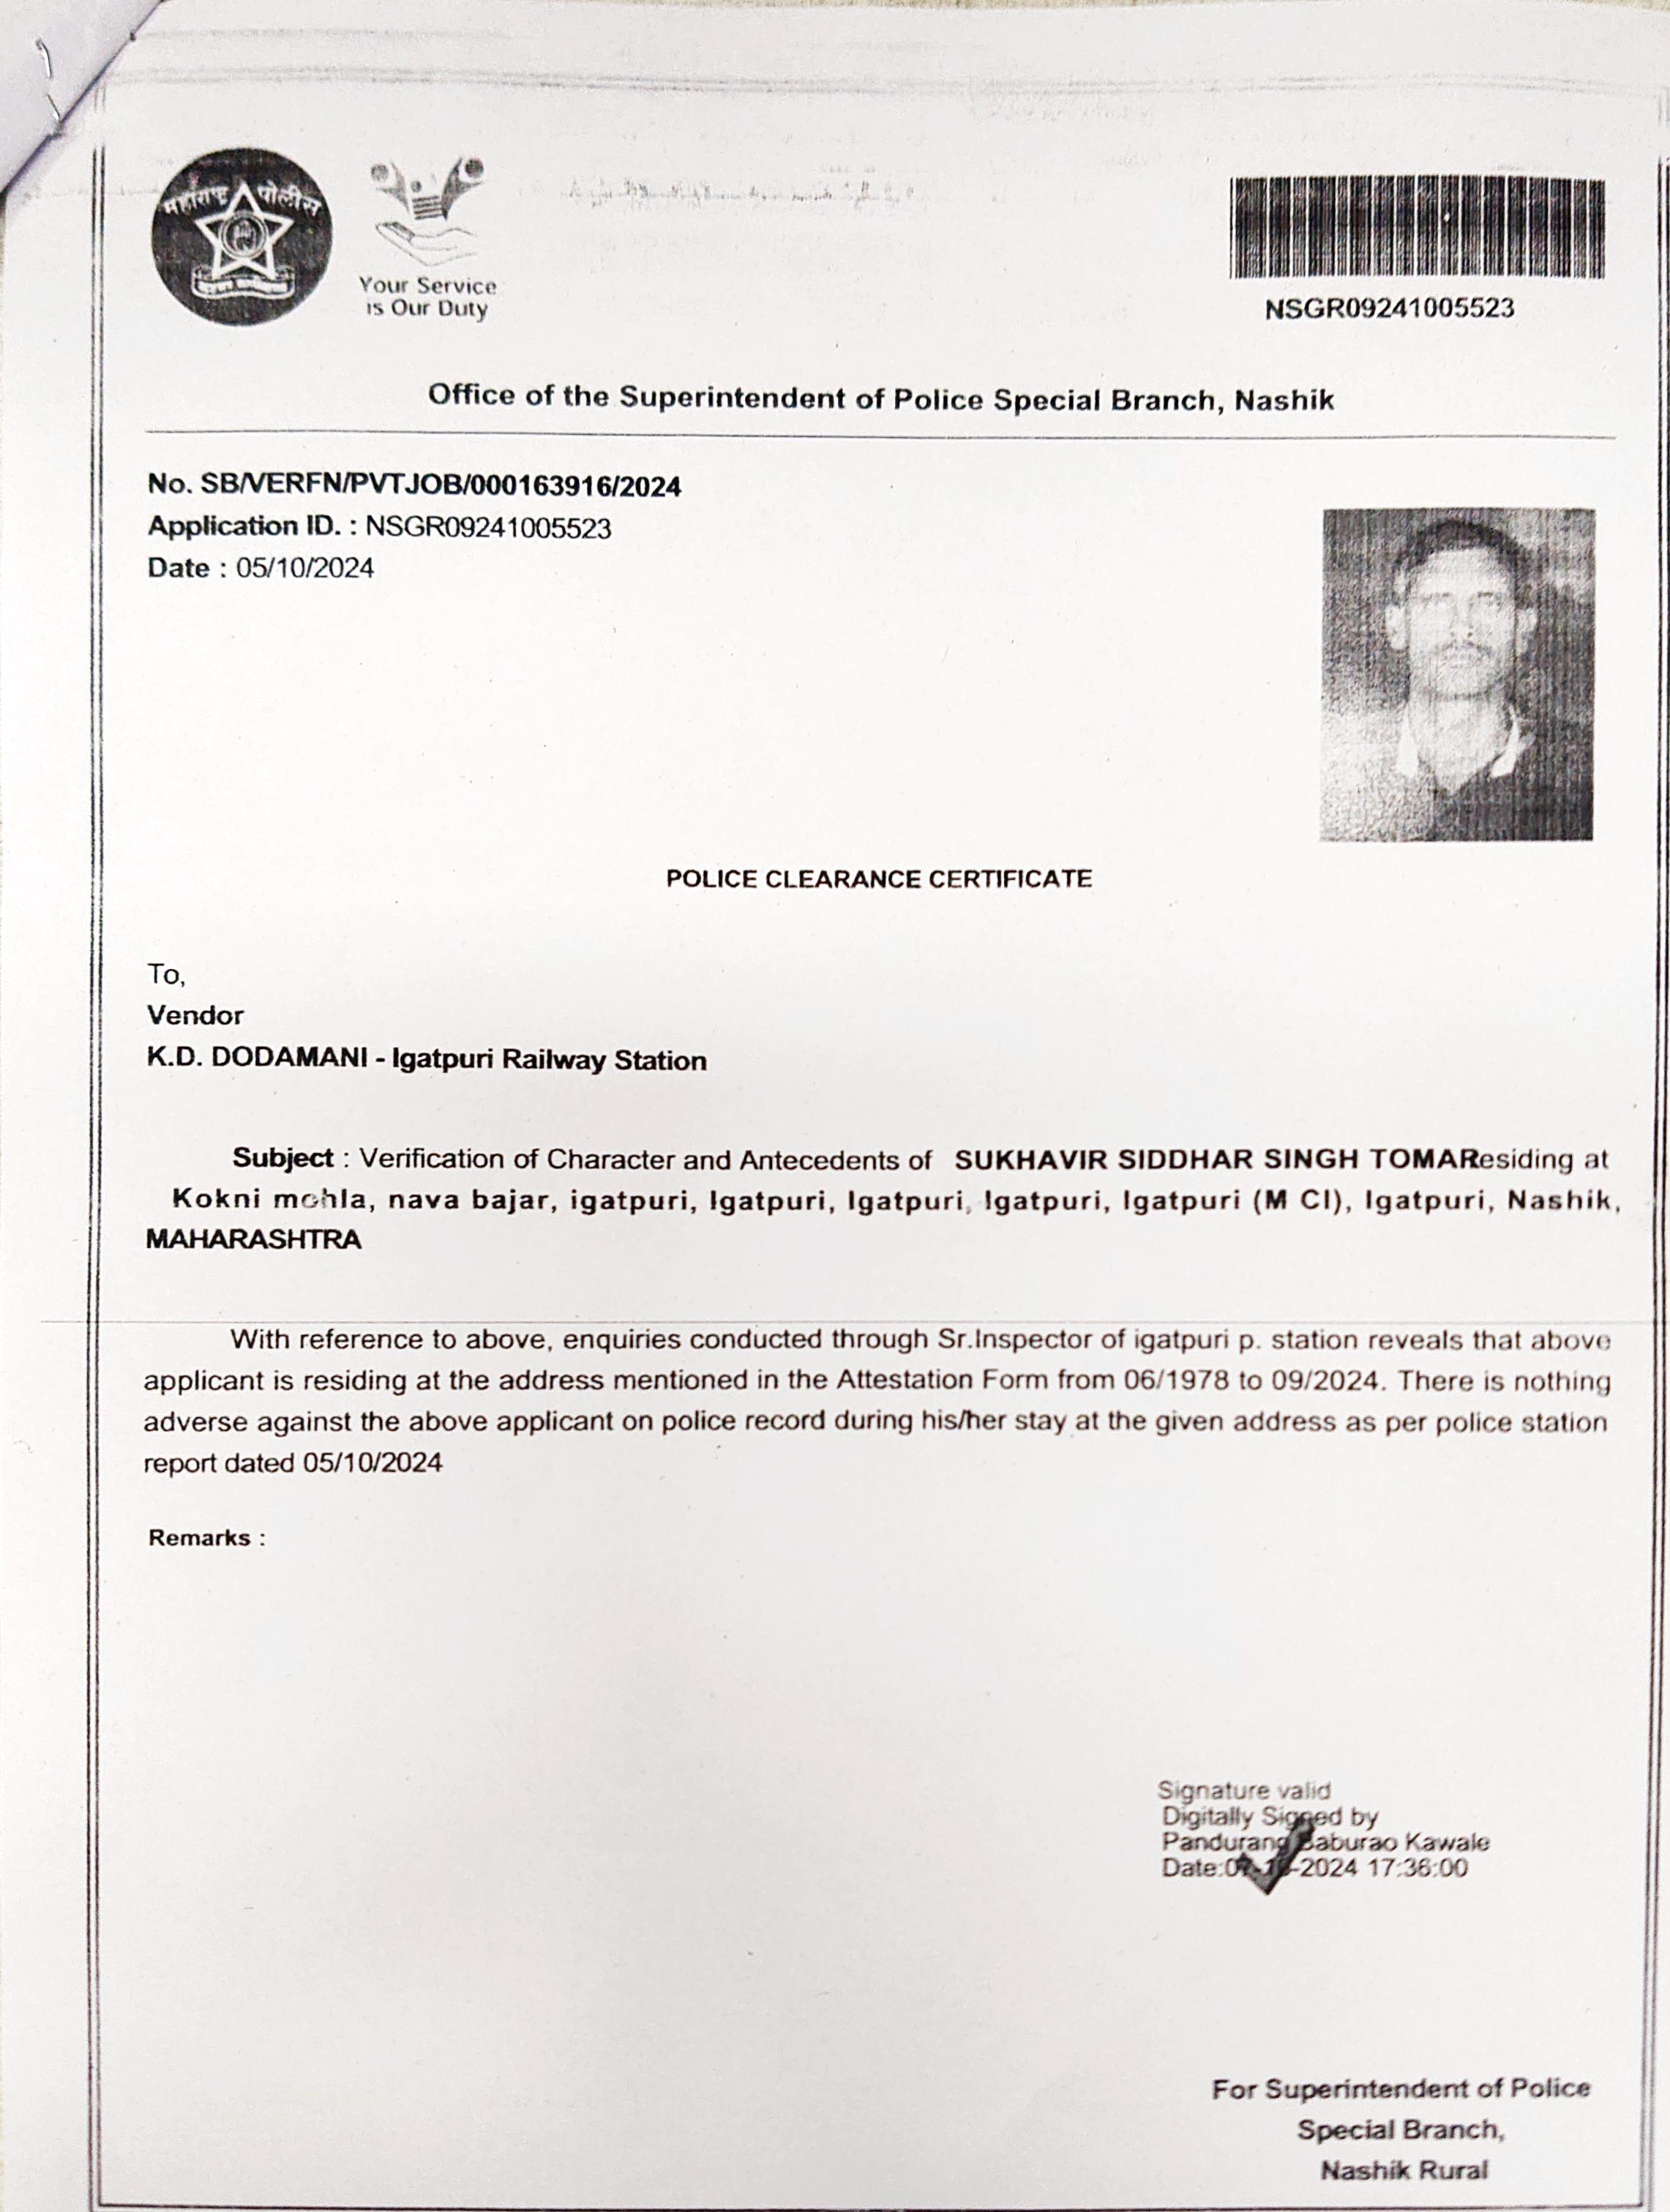 महाराष्ट्र पोलीस
Your Service
is Our Duty
NSGR09241005523
Office of the Superintendent of Police Special Branch, Nashik
No. SB/VERFN/PVTJOB/000163916/2024
Application ID. : NSGR09241005523
Date : 05/10/2024
POLICE CLEARANCE CERTIFICATE
To,
Vendor
K.D. DODAMANI - Igatpuri Railway Station
Subject : Verification of Character and Antecedents of SUKHAVIR SIDDHAR SINGH TOMAResiding at
Kokni mohla, nava bajar, igatpuri, Igatpuri, Igatpuri, Igatpuri, Igatpuri (M Cl), Igatpuri, Nashik,
MAHARASHTRA
With reference to above, enquiries conducted through Sr.Inspector of igatpuri p. station reveals that above
applicant is residing at the address mentioned in the Attestation Form from 06/1978 to 09/2024. There is nothing
adverse against the above applicant on police record during his/her stay at the given address as per police station
report dated 05/10/2024
Remarks :
Signature valid
Digitally Signed by
Pandurang Baburao Kawale
Date: 17:36:00
For Superintendent of Police
Special Branch,
Nashik Rural